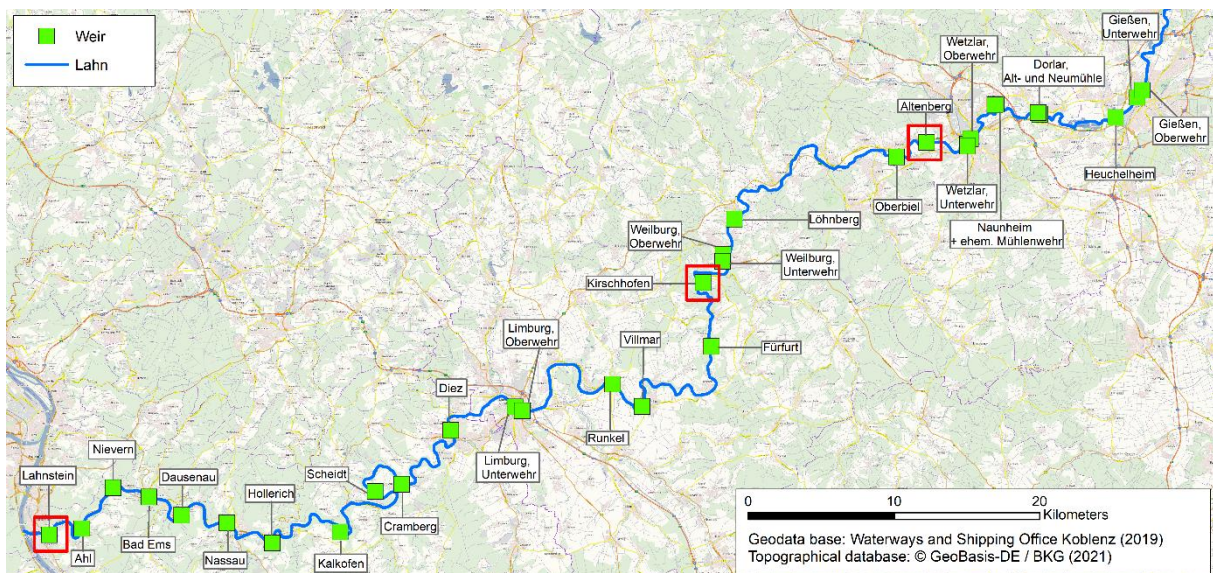 Weir
Lahn
Gießen,
Unterwehr
Wetzlar,
Oberwehr
Dorlar,
Alt- und Neumühle
Altenberg
Gießen,
Oberwehr
Heuchelheim
Wetzlar,
Unterwehr
Oberbiel
Naunheim
+ ehem. Mühlenwehr
Löhnberg
Weilburg,
Oberwehr
Weilburg,
Unterwehr
Kirschhofen
Fürfurt
Villmar
Limburg,
Oberwehr
Diez
Runkel
Limburg,
Unterwehr
Scheidt
Cramberg
Nievern
Dausenau
Lahnstein
Hollerich
Ahl
Bad Ems
Nassau
Kalkofen
0 10 20
Kilometers
Geodata base: Waterways and Shipping Office Koblenz (2019)
Topographical database: © GeoBasis-DE / BKG (2021)